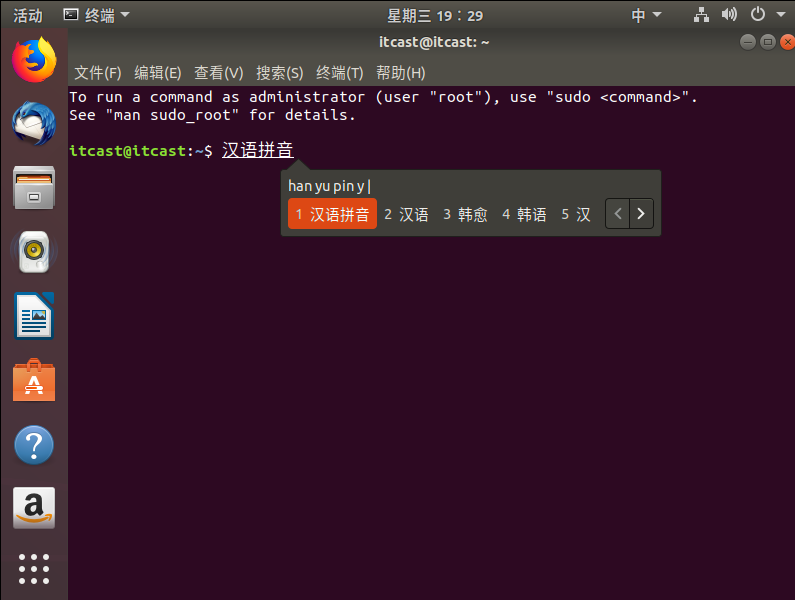 活动 终端 星期三 19：29 中
itcast@itcast: ~
文件(F) 编辑(E) 查看(V) 搜索(S) 终端(T) 帮助(H)
To run a command as administrator (user "root"), use "sudo <command>".
See "man sudo_root" for details.
itcast@itcast:~$ 汉语拼音
han yu pin y
1 汉语拼音 2 汉语 3 韩愈 4 韩语 5 汉